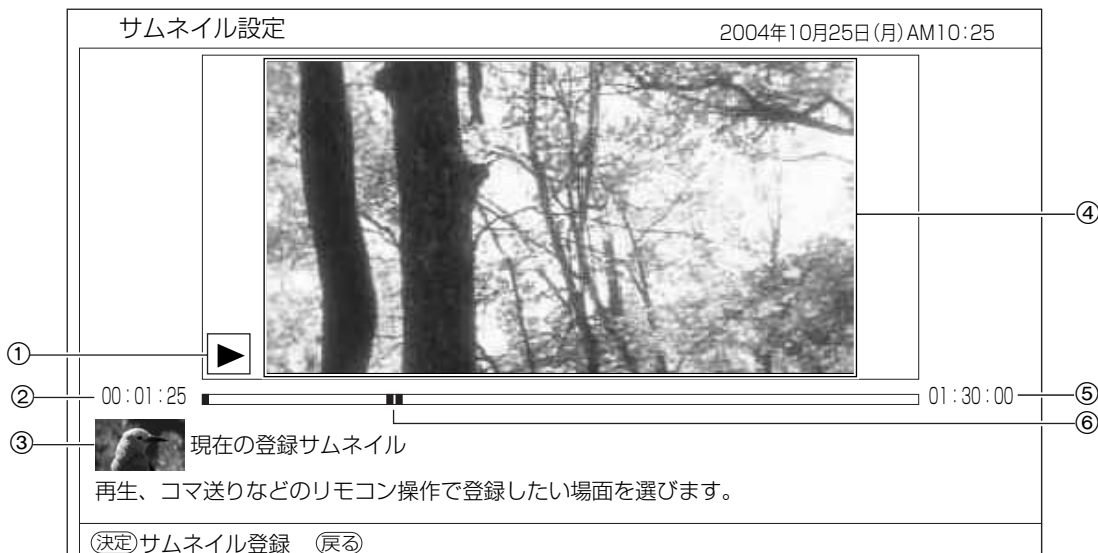 サムネイル設定
2004年10月25日(月)AM10:25
①
②
③
④
⑤
⑥
00:01:25
01:30:00
現在の登録サムネイル
再生、コマ送りなどのリモコン操作で登録したい場面を選びます。
決定 サムネイル登録 戻る